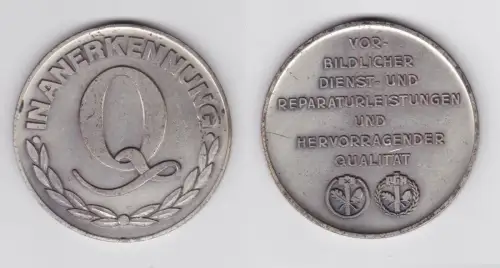 IN ANERKENNUNG
Q
VOR-
BILDLICHER
DIENST- UND
REPARATURLEISTUNGEN
UND
HERVORRAGENDER
QUALITÄT